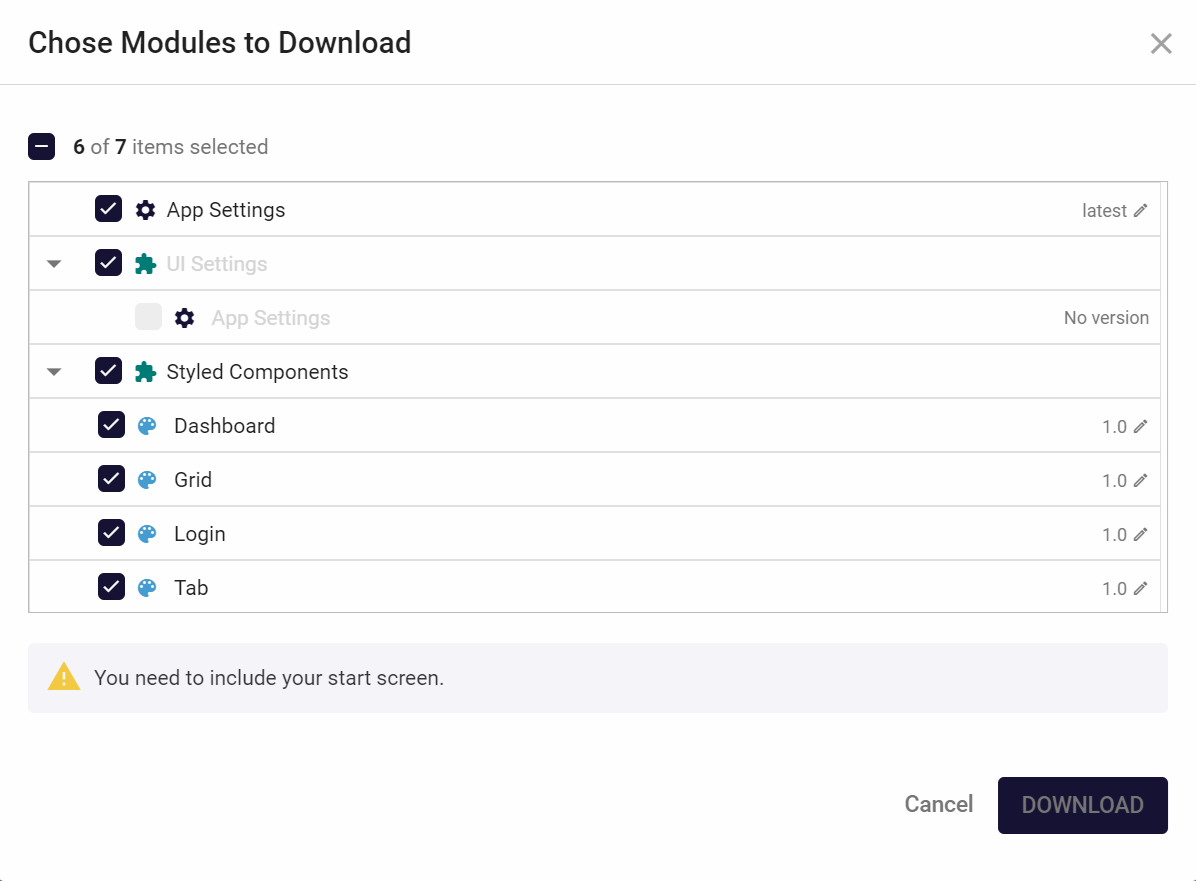 Chose Modules to Download
6 of 7 items selected
App Settings latest
UI Settings
App Settings No version
Styled Components
Dashboard 1.0
Grid 1.0
Login 1.0
Tab 1.0
You need to include your start screen.
Cancel DOWNLOAD